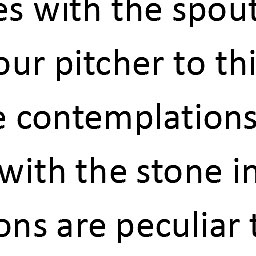 es with the spout
our pitcher to thi
e contemplations
with the stone in
ons are peculiar t